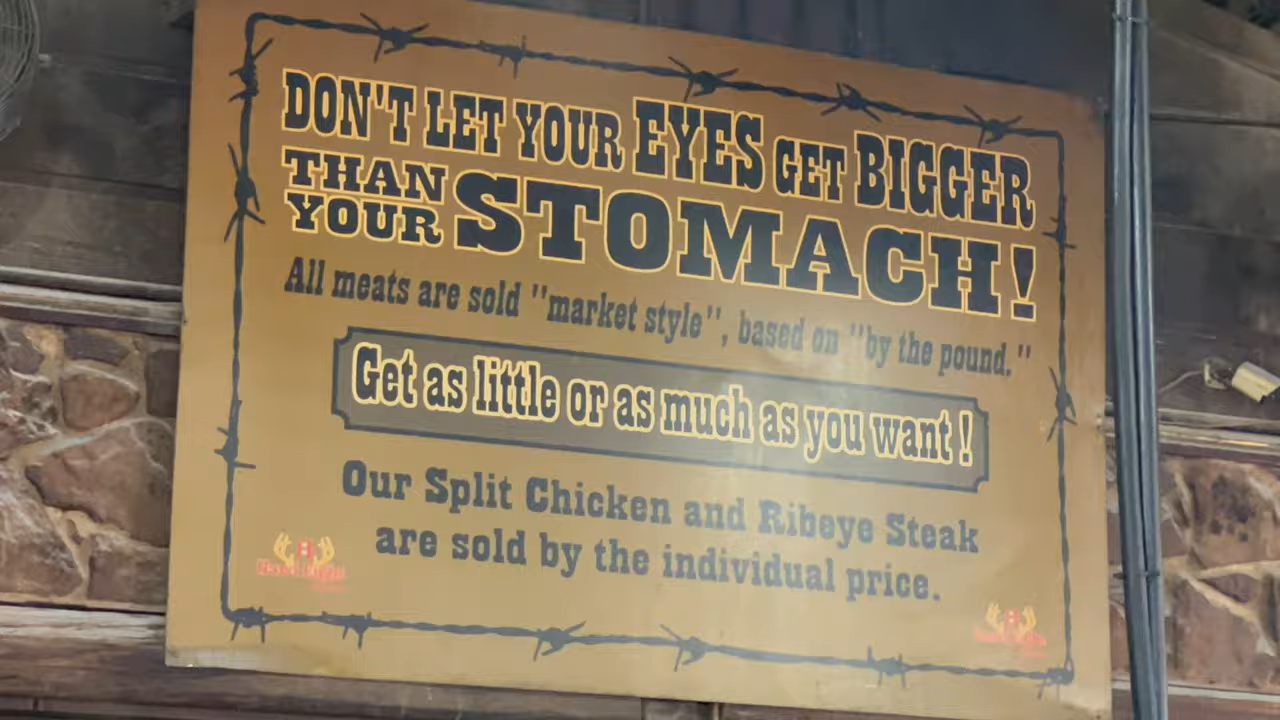 DON'T LET YOUR EYES GET BIGGER
THAN YOUR STOMACH!
All meats are sold "market style", based on "by the pound."
Get as little or as much as you want!
Our Split Chicken and Ribeye Steak
are sold by the individual price.